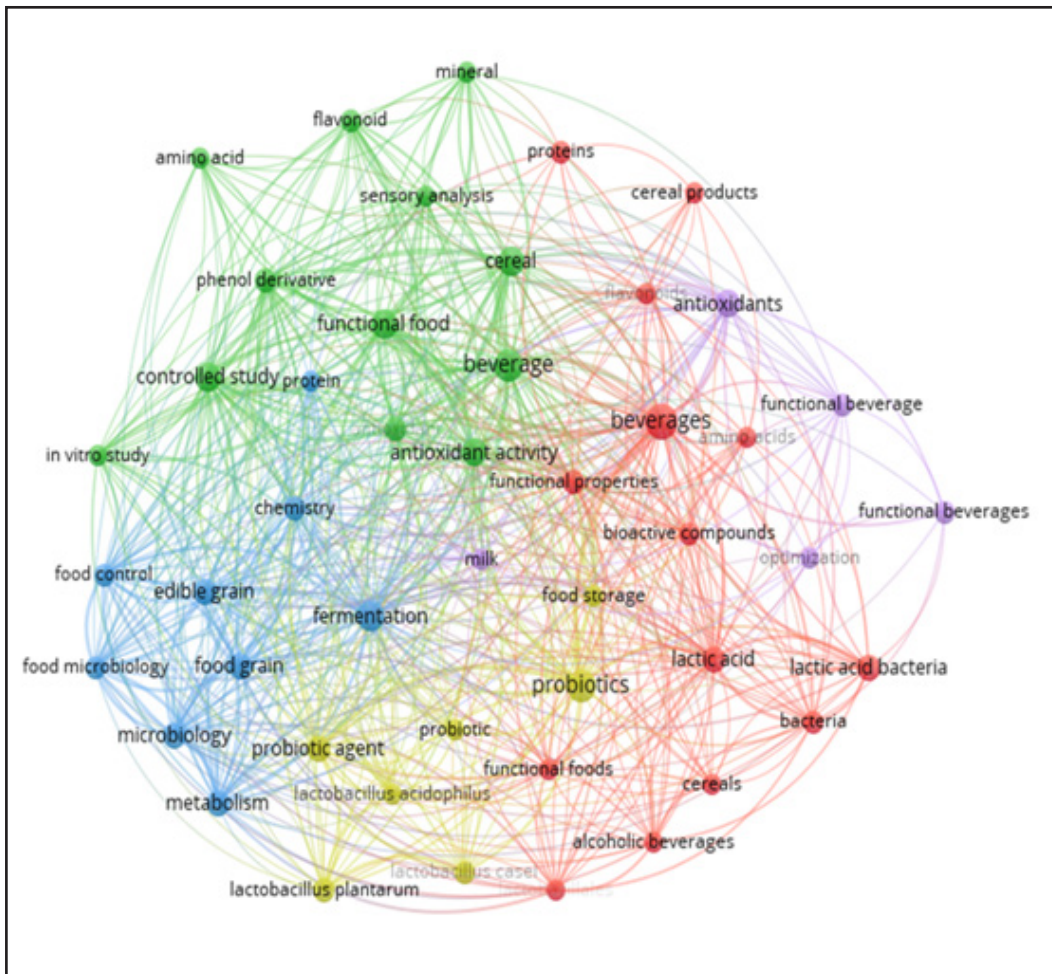 mineral
flavonoid
proteins
amino acid
cereal products
sensory analysis
cereal
phenol derivative
flavonoids
antioxidants
functional food
beverage
controlled study
protein
functional beverage
beverages
amino acids
in vitro study
antioxidant activity
functional properties
chemistry
functional beverages
bioactive compounds
milk
optimization
food control
edible grain
food storage
fermentation
food microbiology
food grain
lactic acid
lactic acid bacteria
probiotics
bacteria
microbiology
probiotic
probiotic agent
functional foods
cereals
lactobacillus acidophilus
metabolism
alcoholic beverages
lactobacillus casei
lactobacillus plantarum